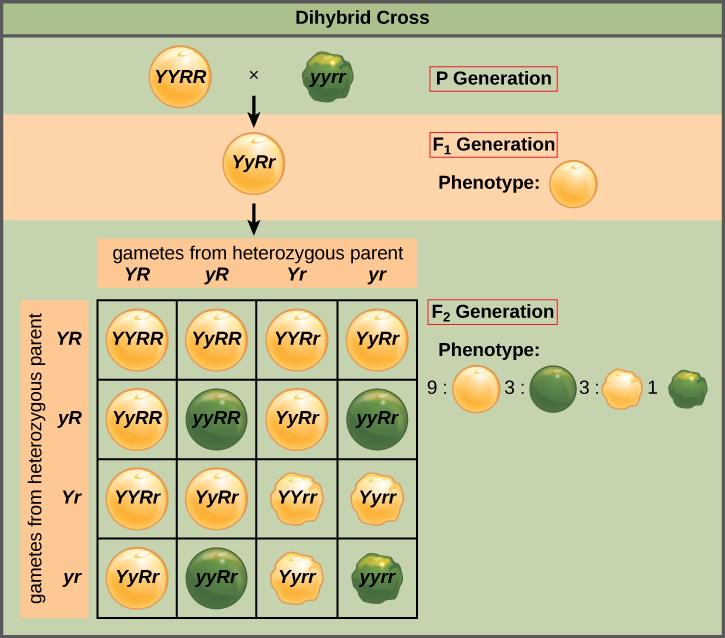 Dihybrid Cross
YYRR × yyrr P Generation
F1 Generation
YyRr
Phenotype:
gametes from heterozygous parent
YR yR Yr yr
F2 Generation
Phenotype:
9 : 3 : 3 : 1
gametes from heterozygous parent
YR YYRR YyRR YYRr YyRr
yR YyRR yyRR YyRr yyRr
Yr YYRr YyRr YYrr Yyrr
yr YyRr yyRr Yyrr yyrr